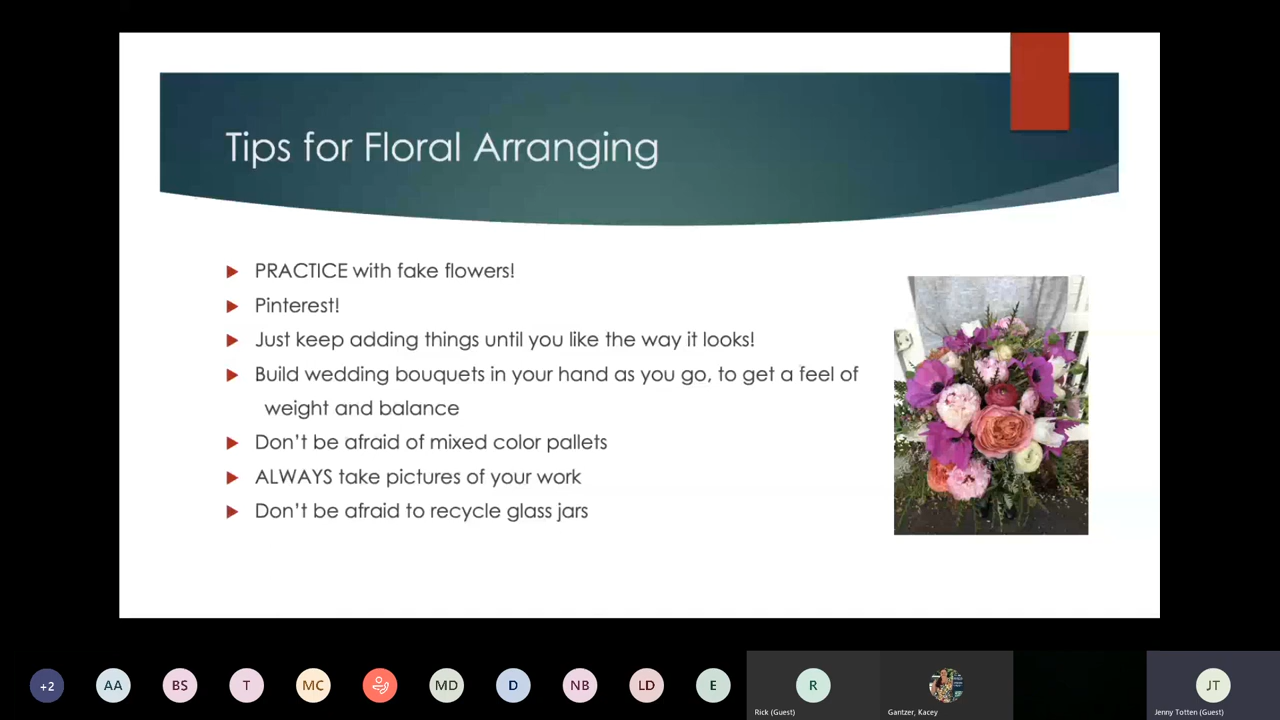 Tips for Floral Arranging
PRACTICE with fake flowers!
Pinterest!
Just keep adding things until you like the way it looks!
Build wedding bouquets in your hand as you go, to get a feel of
weight and balance
Don't be afraid of mixed color pallets
ALWAYS take pictures of your work
Don't be afraid to recycle glass jars
+2
AA
BS
T
MC
MD
D
NB
LD
E
R
JT
Rick (Guest)
Gantzer, Kacey
Jenny Totten (Guest)